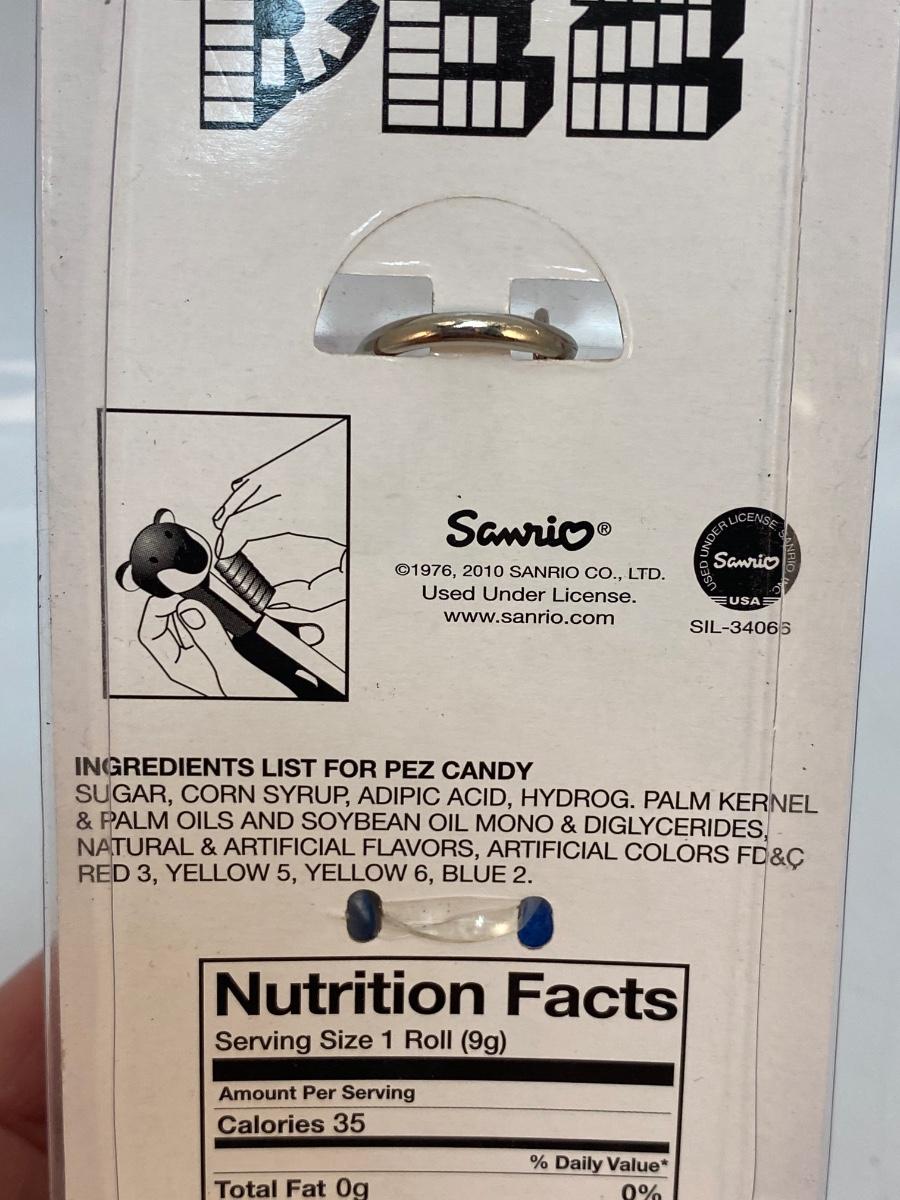 PEZ
Sanrio®
©1976, 2010 SANRIO CO., LTD.
Used Under License.
www.sanrio.com
USED UNDER LICENSE. SANRIO, INC.
Sanrio
USA
SIL-34066
INGREDIENTS LIST FOR PEZ CANDY
SUGAR, CORN SYRUP, ADIPIC ACID, HYDROG. PALM KERNEL
& PALM OILS AND SOYBEAN OIL MONO & DIGLYCERIDES,
NATURAL & ARTIFICIAL FLAVORS, ARTIFICIAL COLORS FD&C
RED 3, YELLOW 5, YELLOW 6, BLUE 2.
Nutrition Facts
Serving Size 1 Roll (9g)
Amount Per Serving
Calories 35
% Daily Value*
Total Fat 0g 0%